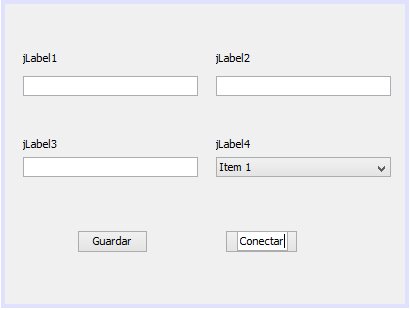 jLabel1 jLabel2
jLabel3 jLabel4
Item 1
Guardar Conectar